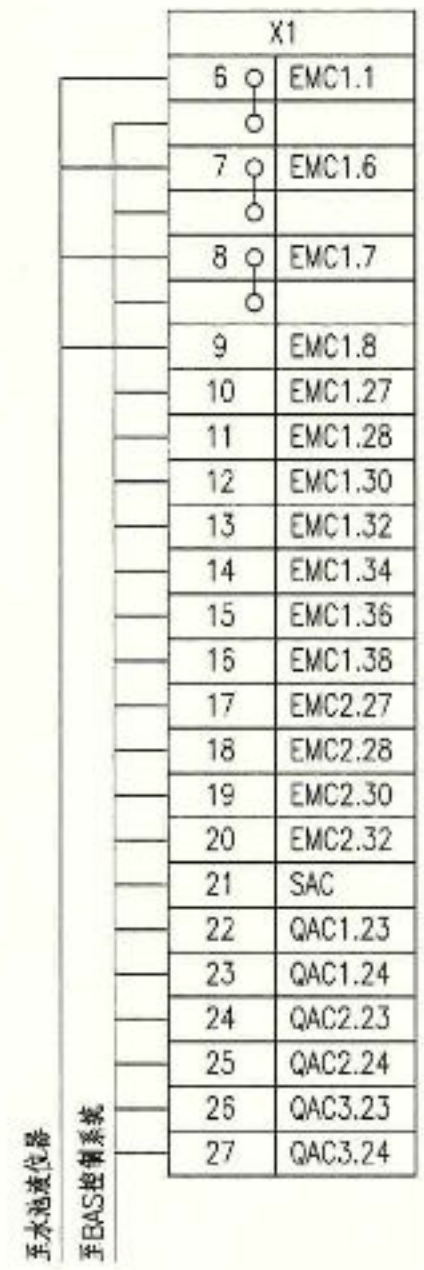 X1
6 EMC1.1
7 EMC1.6
8 EMC1.7
9 EMC1.8
10 EMC1.27
11 EMC1.28
12 EMC1.30
13 EMC1.32
14 EMC1.34
15 EMC1.36
16 EMC1.38
17 EMC2.27
18 EMC2.28
19 EMC2.30
20 EMC2.32
21 SAC
22 QAC1.23
23 QAC1.24
24 QAC2.23
25 QAC2.24
26 QAC3.23
27 QAC3.24
至水池液位器
至BAS控制系统